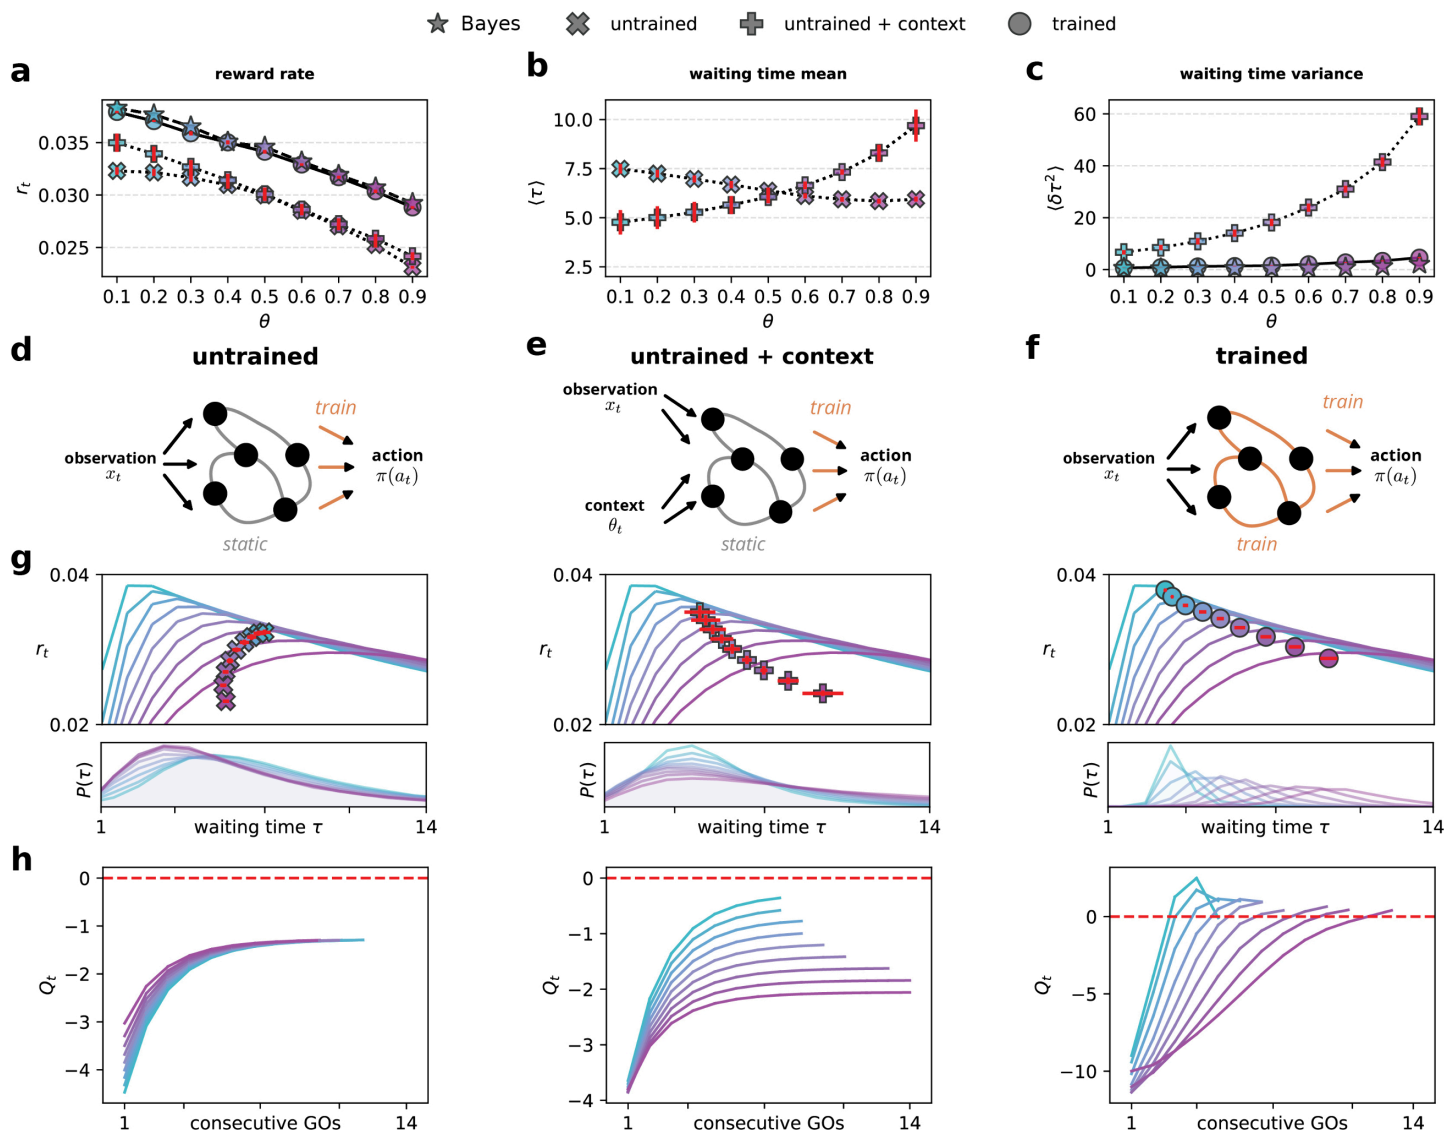 Bayes untrained untrained + context trained
a
reward rate
r_t
0.035
0.030
0.025
0.1 0.2 0.3 0.4 0.5 0.6 0.7 0.8 0.9
θ
b
waiting time mean
⟨τ⟩
10.0
7.5
5.0
2.5
0.1 0.2 0.3 0.4 0.5 0.6 0.7 0.8 0.9
θ
c
waiting time variance
⟨δτ²⟩
60
40
20
0
0.1 0.2 0.3 0.4 0.5 0.6 0.7 0.8 0.9
θ
d
untrained
observation
x_t
train
action
π(a_t)
static
e
untrained + context
observation
x_t
context
θ_t
train
action
π(a_t)
static
f
trained
observation
x_t
train
action
π(a_t)
train
g
0.04
r_t
0.02
P(τ)
1 waiting time τ 14
0.04
r_t
0.02
P(τ)
1 waiting time τ 14
0.04
r_t
0.02
P(τ)
1 waiting time τ 14
h
0
−1
−2
−3
−4
Q_t
1 consecutive GOs 14
0
−1
−2
−3
−4
Q_t
1 consecutive GOs 14
0
−5
−10
Q_t
1 consecutive GOs 14